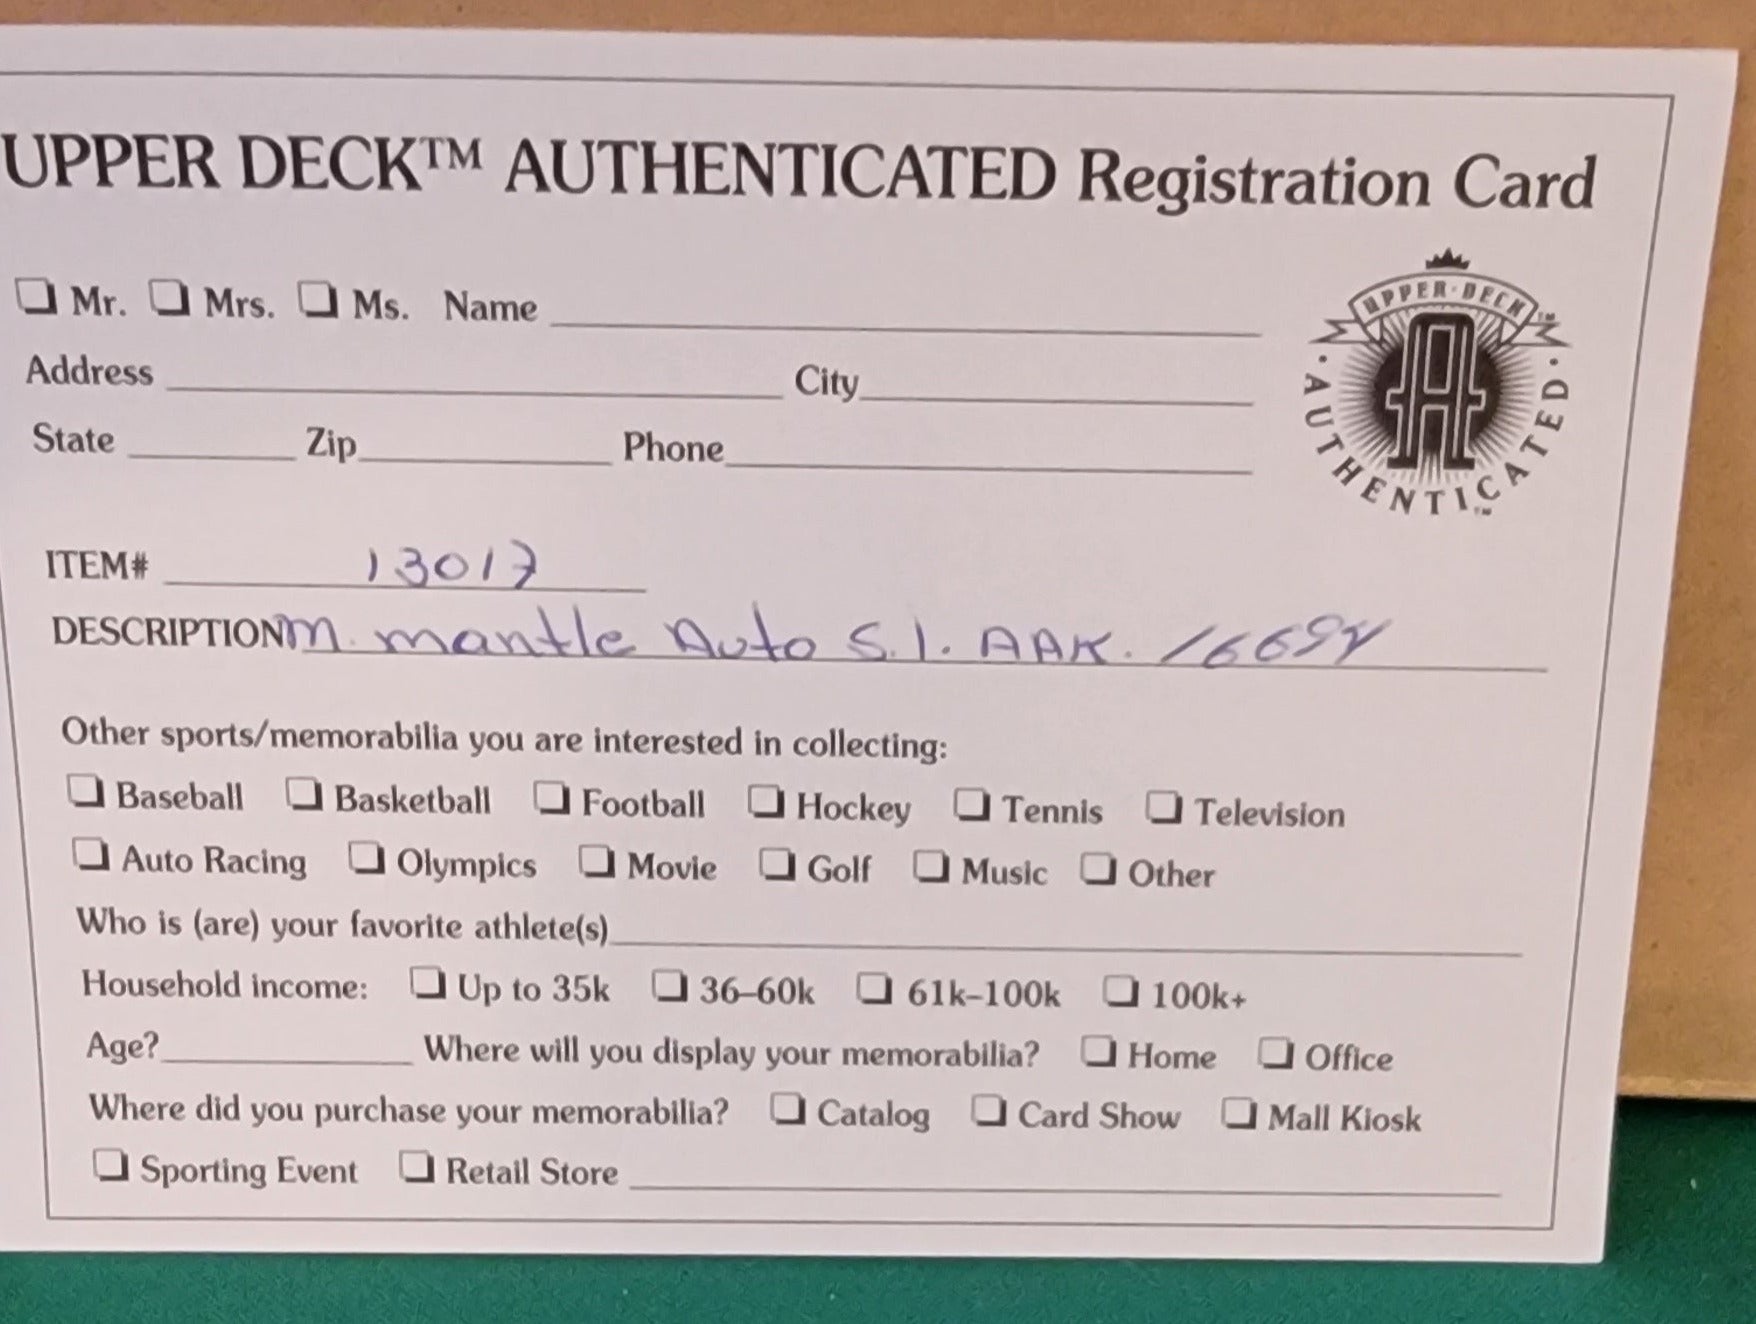 UPPER DECK™ AUTHENTICATED Registration Card
❏ Mr. ❏ Mrs. ❏ Ms. Name
UPPER·DECK ™
A
·AUTHENTICATED· ™
Address City
State Zip Phone
ITEM# 13017
DESCRIPTION M. mantle Auto S.I. AAK.
Other sports/memorabilia you are interested in collecting:
❏ Baseball ❏ Basketball ❏ Football ❏ Hockey ❏ Tennis ❏ Television
❏ Auto Racing ❏ Olympics ❏ Movie ❏ Golf ❏ Music ❏ Other
Who is (are) your favorite athlete(s)
Household income: ❏ Up to 35k ❏ 36–60k ❏ 61k–100k ❏ 100k+
Age? Where will you display your memorabilia? ❏ Home ❏ Office
Where did you purchase your memorabilia? ❏ Catalog ❏ Card Show ❏ Mall Kiosk
❏ Sporting Event ❏ Retail Store